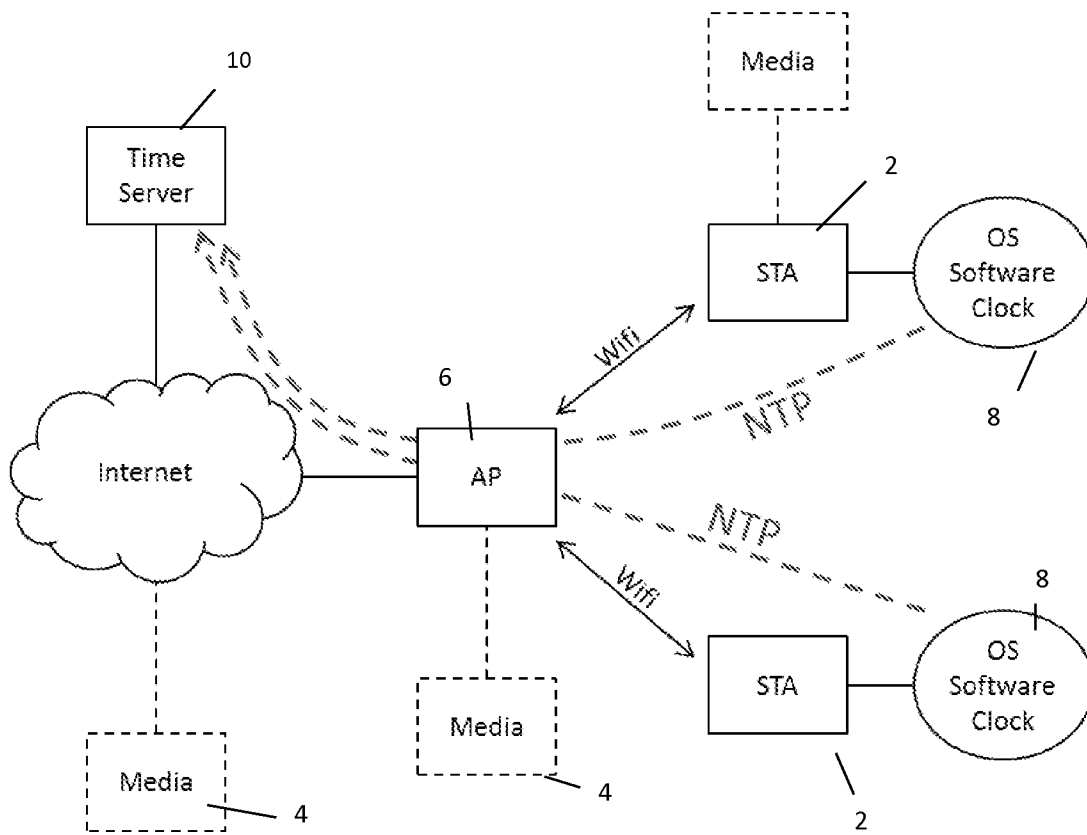 Media
10
Time
Server
2
STA
OS
Software
Clock
Wifi
8
NTP
6
Internet
AP
NTP
Wifi
8
STA
OS
Software
Clock
Media
4
Media
4
2